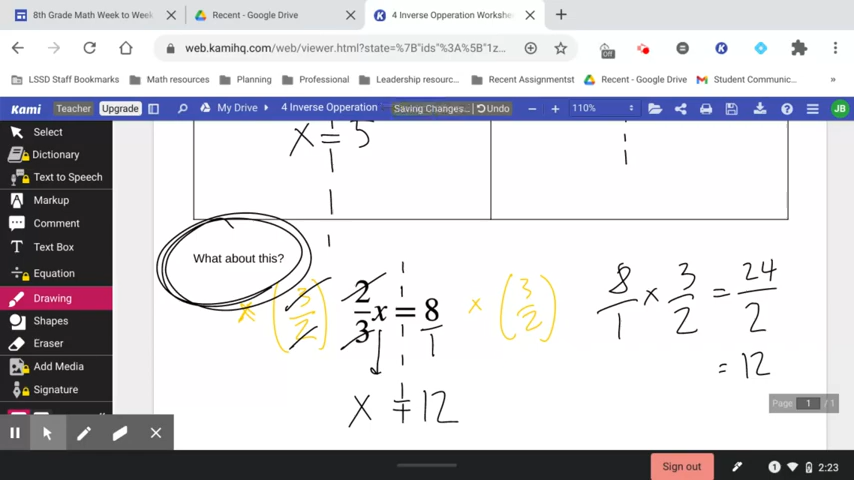 8th Grade Math Week to Week
Recent - Google Drive
4 Inverse Opperation Workshe
web.kamihq.com/web/viewer.html?state=%7B"ids"%3A%5B"1z...
Off
LSSD Staff Bookmarks
Math resources
Planning
Professional
Leadership resourc...
Recent Assignmentst
Recent - Google Drive
Student Communic...
»
Kami
Teacher
Upgrade
My Drive
4 Inverse Opperation
Saving Changes...
Undo
110%
JB
Select
Dictionary
Text to Speech
Markup
Comment
Text Box
Equation
Drawing
Shapes
Eraser
Add Media
Signature
x = 5
What about this?
× (3/2) 2/3 x = 8/1 × (3/2)
8/1 × 3/2 = 24/2
= 12
x = 12
Page 1 / 1
Sign out
1
2:23